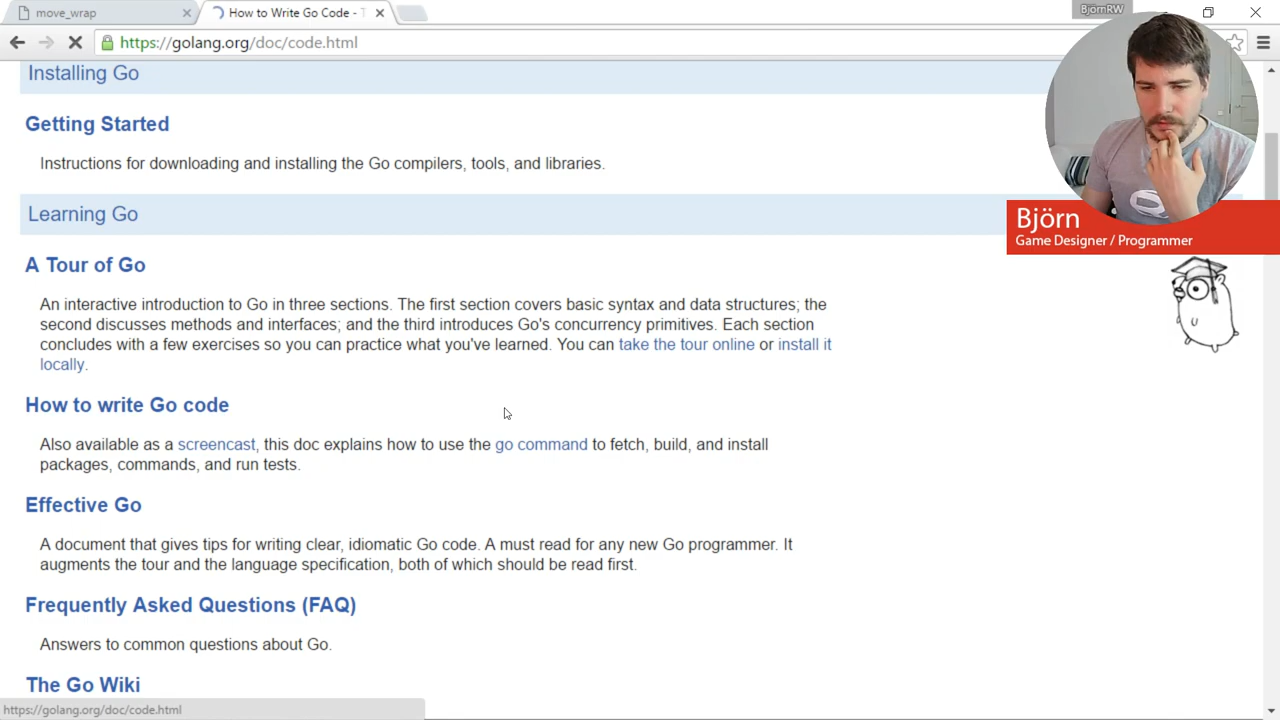 move_wrap
How to Write Go Code - T
BjörnRW
https://golang.org/doc/code.html
Installing Go
Getting Started
Instructions for downloading and installing the Go compilers, tools, and libraries.
Björn
Game Designer / Programmer
Learning Go
A Tour of Go
An interactive introduction to Go in three sections. The first section covers basic syntax and data structures; the
second discusses methods and interfaces; and the third introduces Go's concurrency primitives. Each section
concludes with a few exercises so you can practice what you've learned. You can take the tour online or install it
locally.
How to write Go code
Also available as a screencast, this doc explains how to use the go command to fetch, build, and install
packages, commands, and run tests.
Effective Go
A document that gives tips for writing clear, idiomatic Go code. A must read for any new Go programmer. It
augments the tour and the language specification, both of which should be read first.
Frequently Asked Questions (FAQ)
Answers to common questions about Go.
The Go Wiki
https://golang.org/doc/code.html